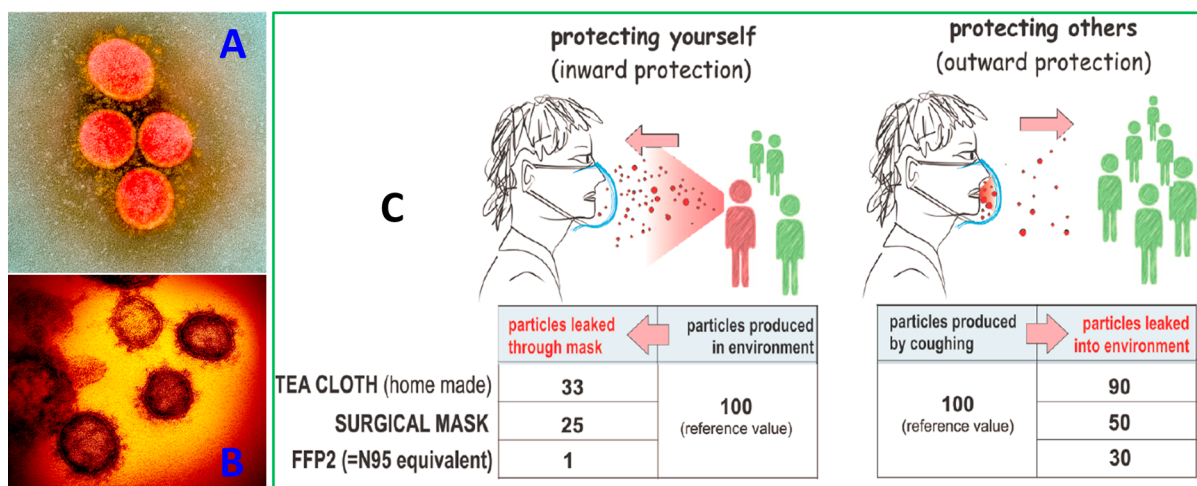 A
B
C
protecting yourself
(inward protection)
protecting others
(outward protection)
particles leaked
through mask
particles produced
in environment
particles produced
by coughing
particles leaked
into environment
TEA CLOTH (home made)
33
90
SURGICAL MASK
25
50
FFP2 (=N95 equivalent)
1
30
100
(reference value)
100
(reference value)